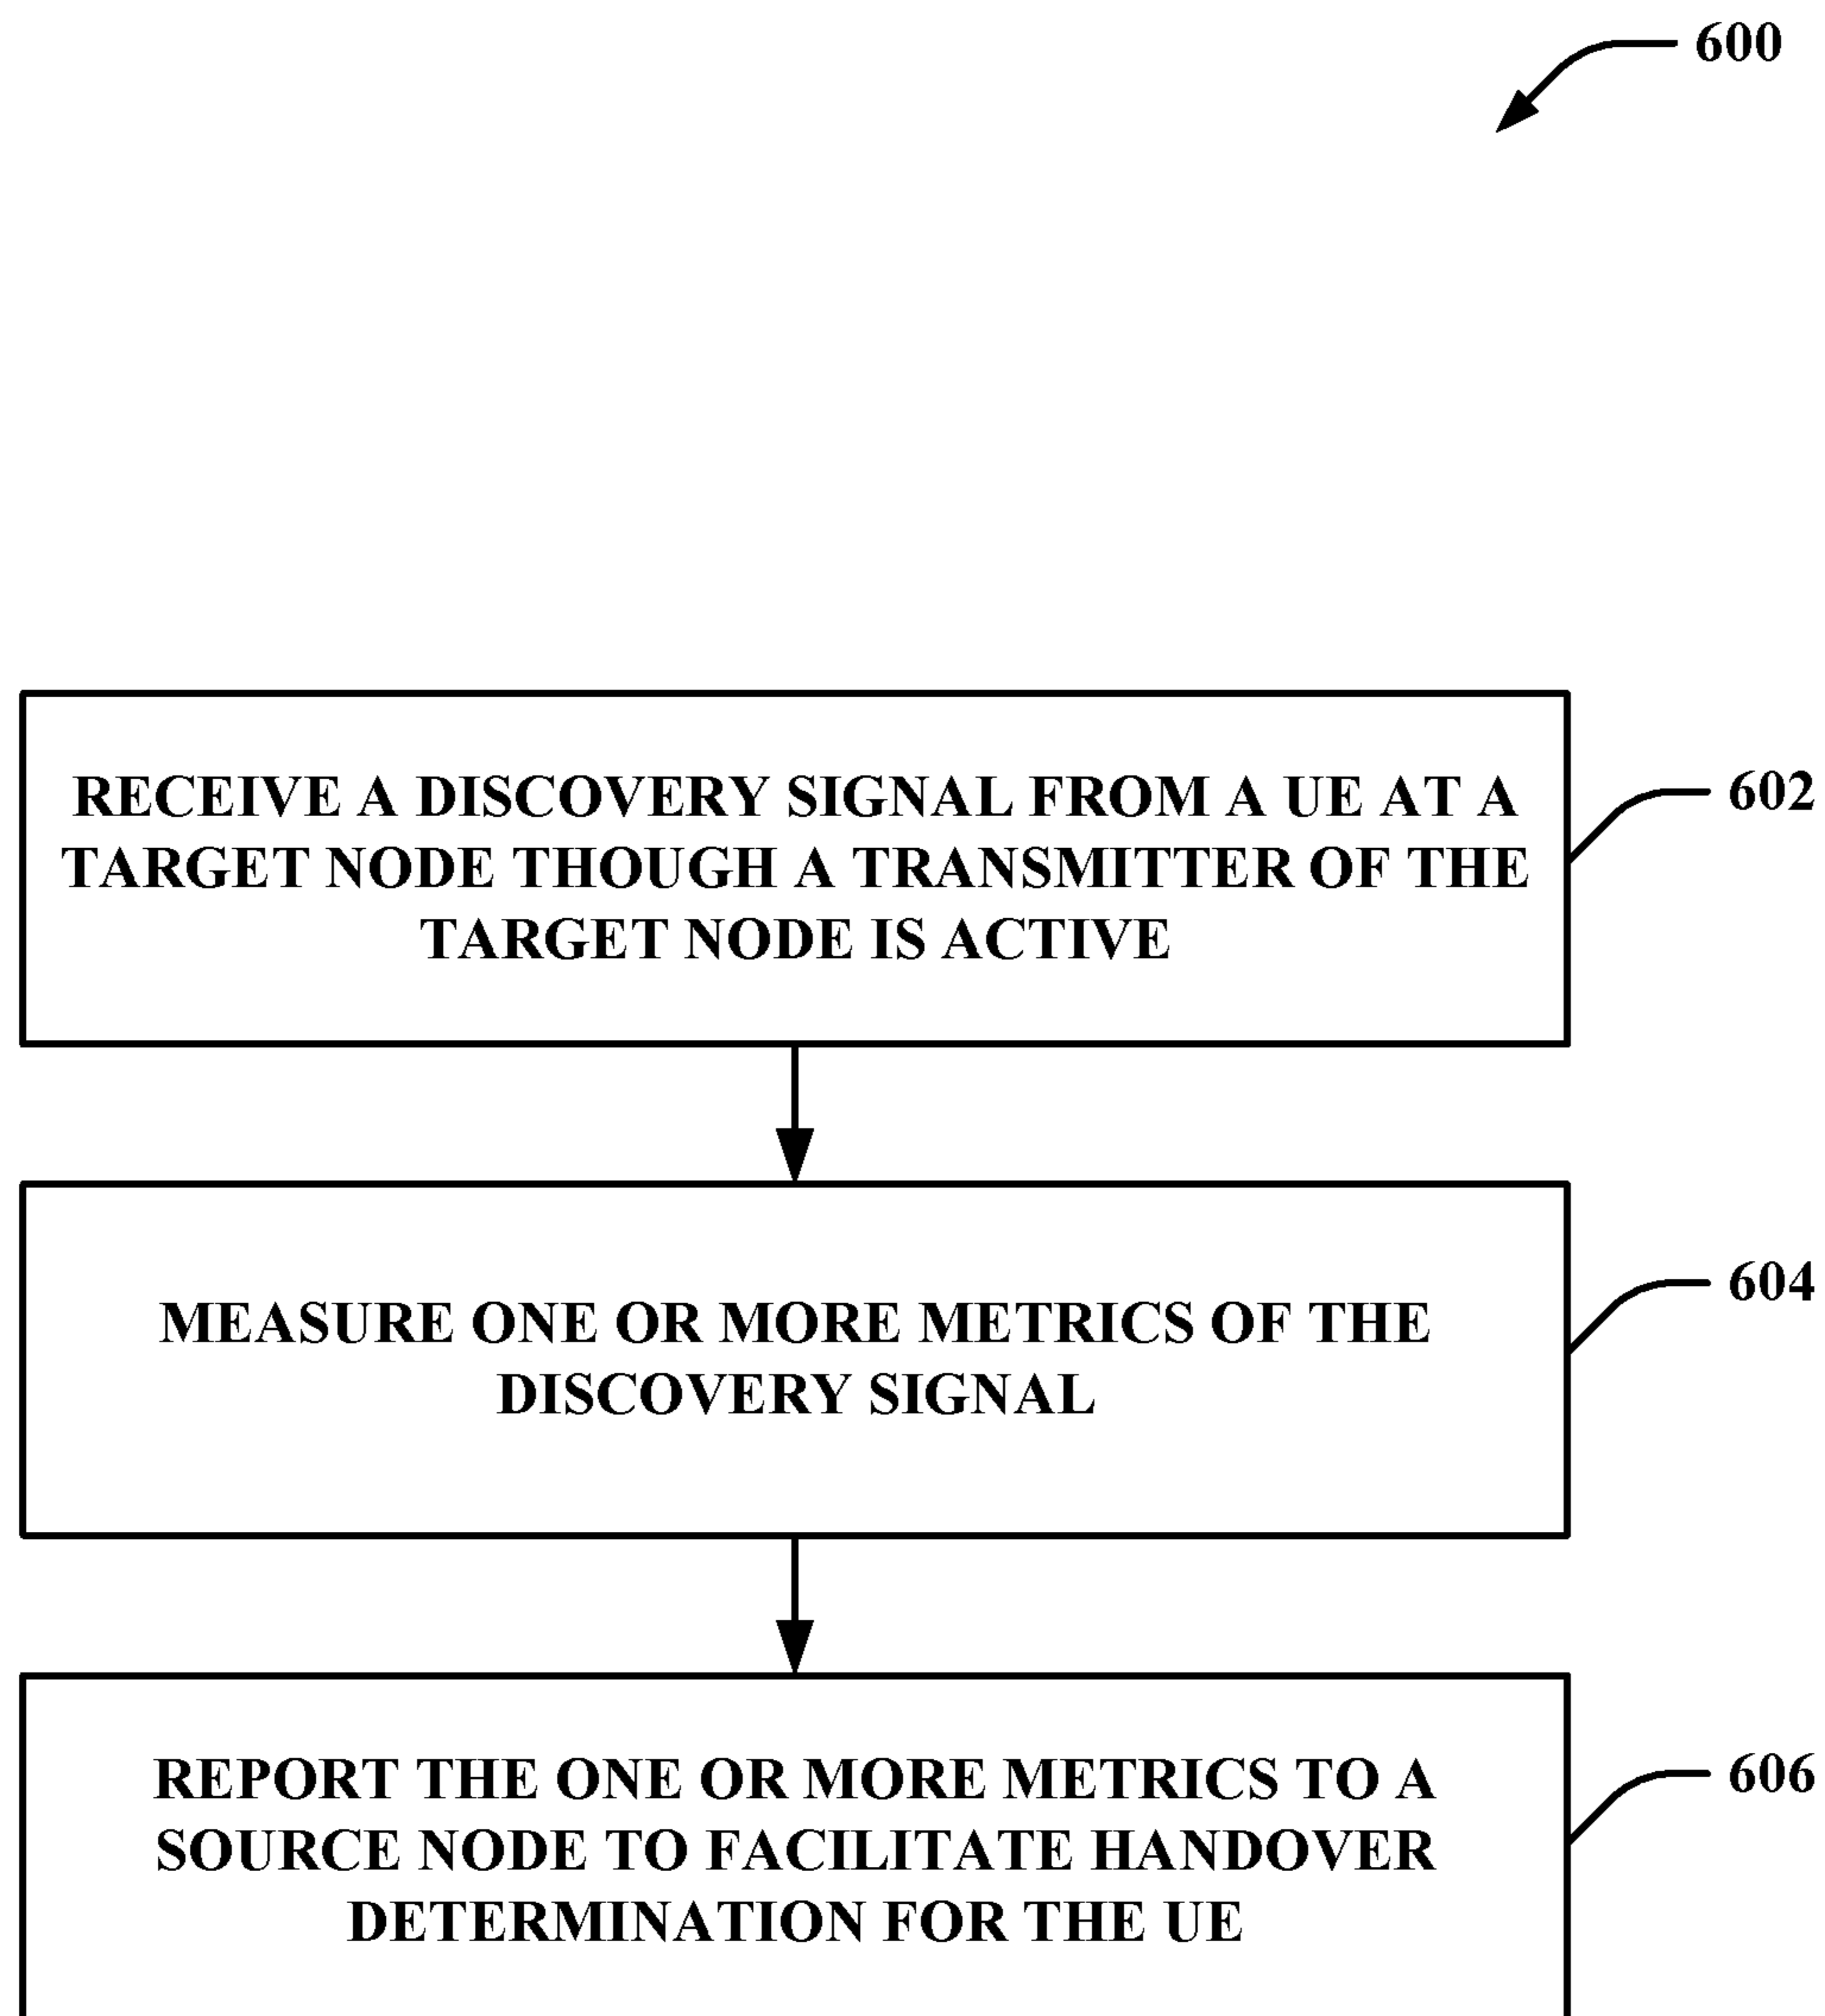 600
RECEIVE A DISCOVERY SIGNAL FROM A UE AT A
TARGET NODE THOUGH A TRANSMITTER OF THE
TARGET NODE IS ACTIVE
602
MEASURE ONE OR MORE METRICS OF THE
DISCOVERY SIGNAL
604
REPORT THE ONE OR MORE METRICS TO A
SOURCE NODE TO FACILITATE HANDOVER
DETERMINATION FOR THE UE
606